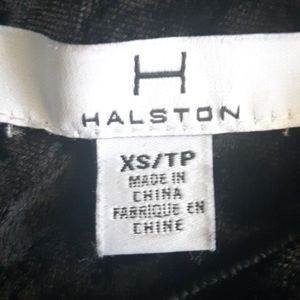 H
HALSTON
XS/TP
MADE IN
CHINA
FABRIQUE EN
CHINE